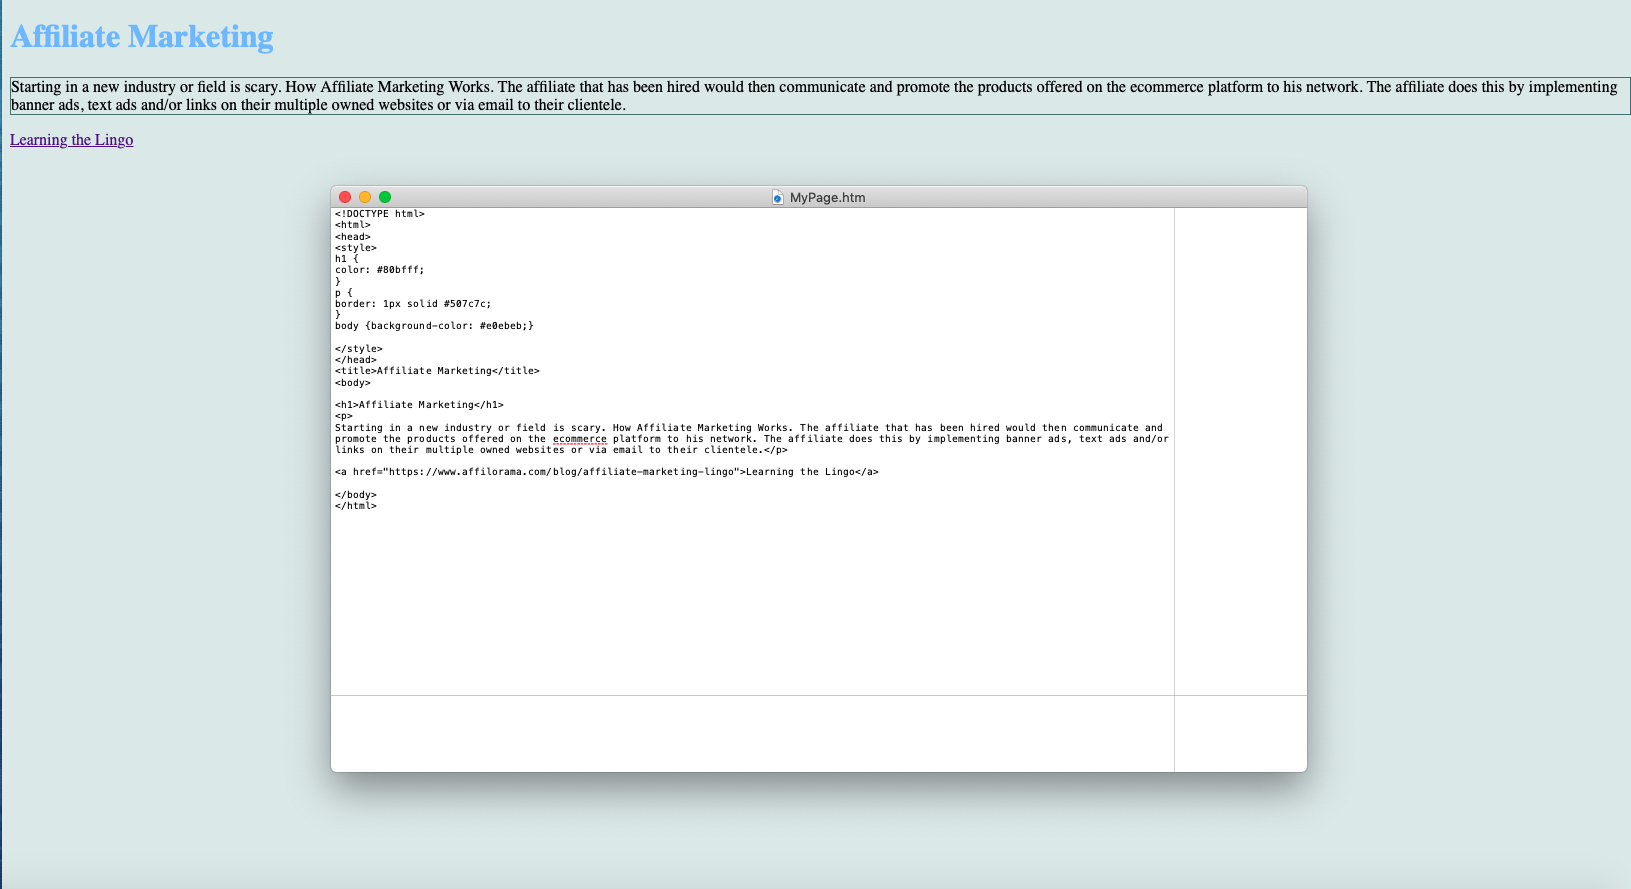 Affiliate Marketing
Starting in a new industry or field is scary. How Affiliate Marketing Works. The affiliate that has been hired would then communicate and promote the products offered on the ecommerce platform to his network. The affiliate does this by implementing
banner ads, text ads and/or links on their multiple owned websites or via email to their clientele.
Learning the Lingo
MyPage.htm
<!DOCTYPE html>
<html>
<head>
<style>
h1 {
color: #80bfff;
}
p {
border: 1px solid #507c7c;
}
body {background-color: #e0ebeb;}
</style>
</head>
<title>Affiliate Marketing</title>
<body>
<h1>Affiliate Marketing</h1>
<p>
Starting in a new industry or field is scary. How Affiliate Marketing Works. The affiliate that has been hired would then communicate and
promote the products offered on the ecommerce platform to his network. The affiliate does this by implementing banner ads, text ads and/or
links on their multiple owned websites or via email to their clientele.</p>
<a href="https://www.affilorama.com/blog/affiliate-marketing-lingo">Learning the Lingo</a>
</body>
</html>